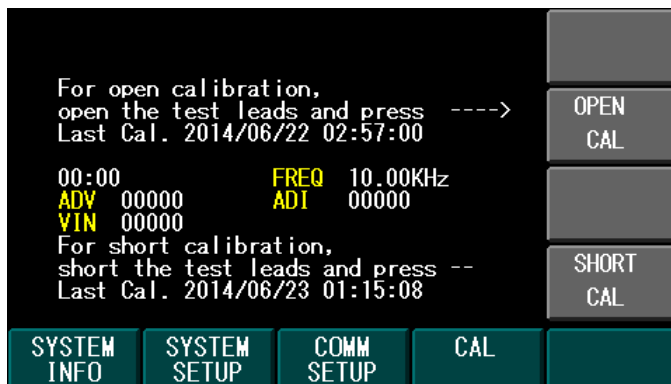 For open calibration,
open the test leads and press ---->
Last Cal. 2014/06/22 02:57:00
OPEN
CAL
00:00 FREQ 10.00KHz
ADV 00000 ADI 00000
VIN 00000
For short calibration,
short the test leads and press --
Last Cal. 2014/06/23 01:15:08
SHORT
CAL
SYSTEM INFO
SYSTEM SETUP
COMM SETUP
CAL